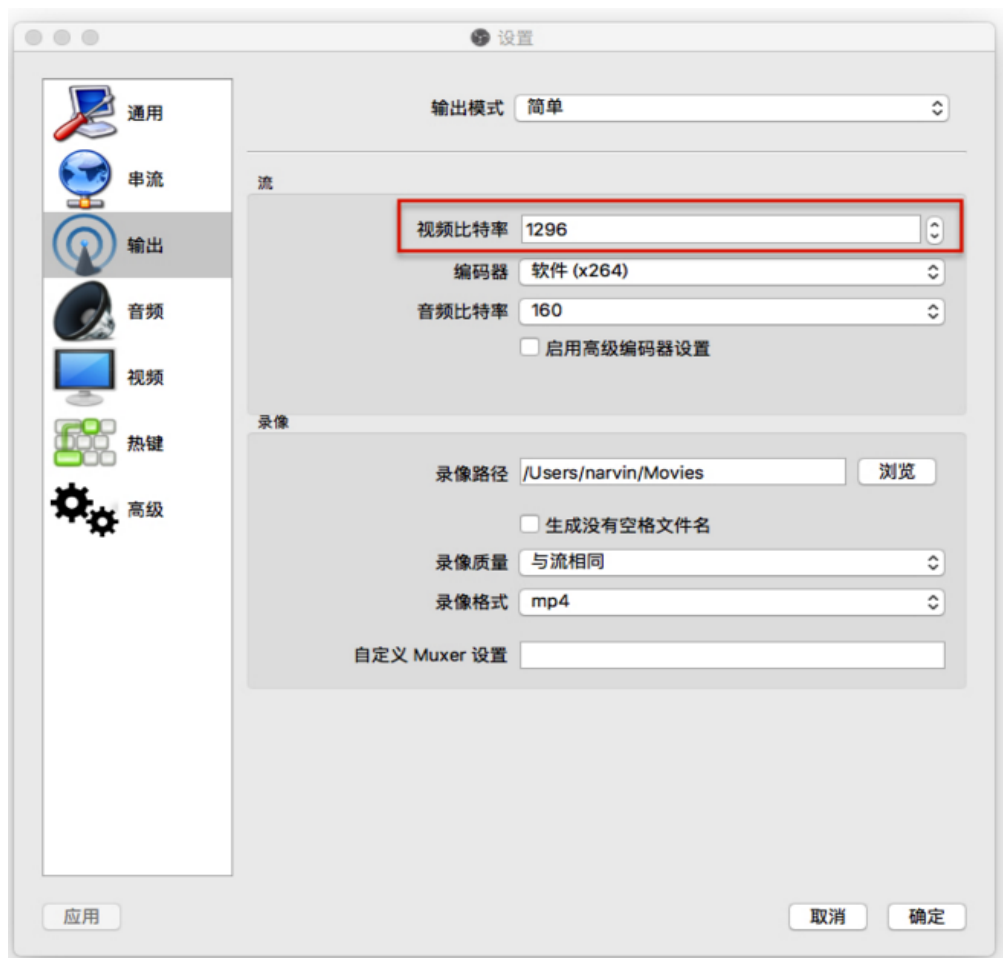 设置
通用
串流
输出
音频
视频
热键
高级
输出模式 简单
流
视频比特率 1296
编码器 软件 (x264)
音频比特率 160
启用高级编码器设置
录像
录像路径 /Users/narvin/Movies 浏览
生成没有空格文件名
录像质量 与流相同
录像格式 mp4
自定义 Muxer 设置
应用 取消 确定